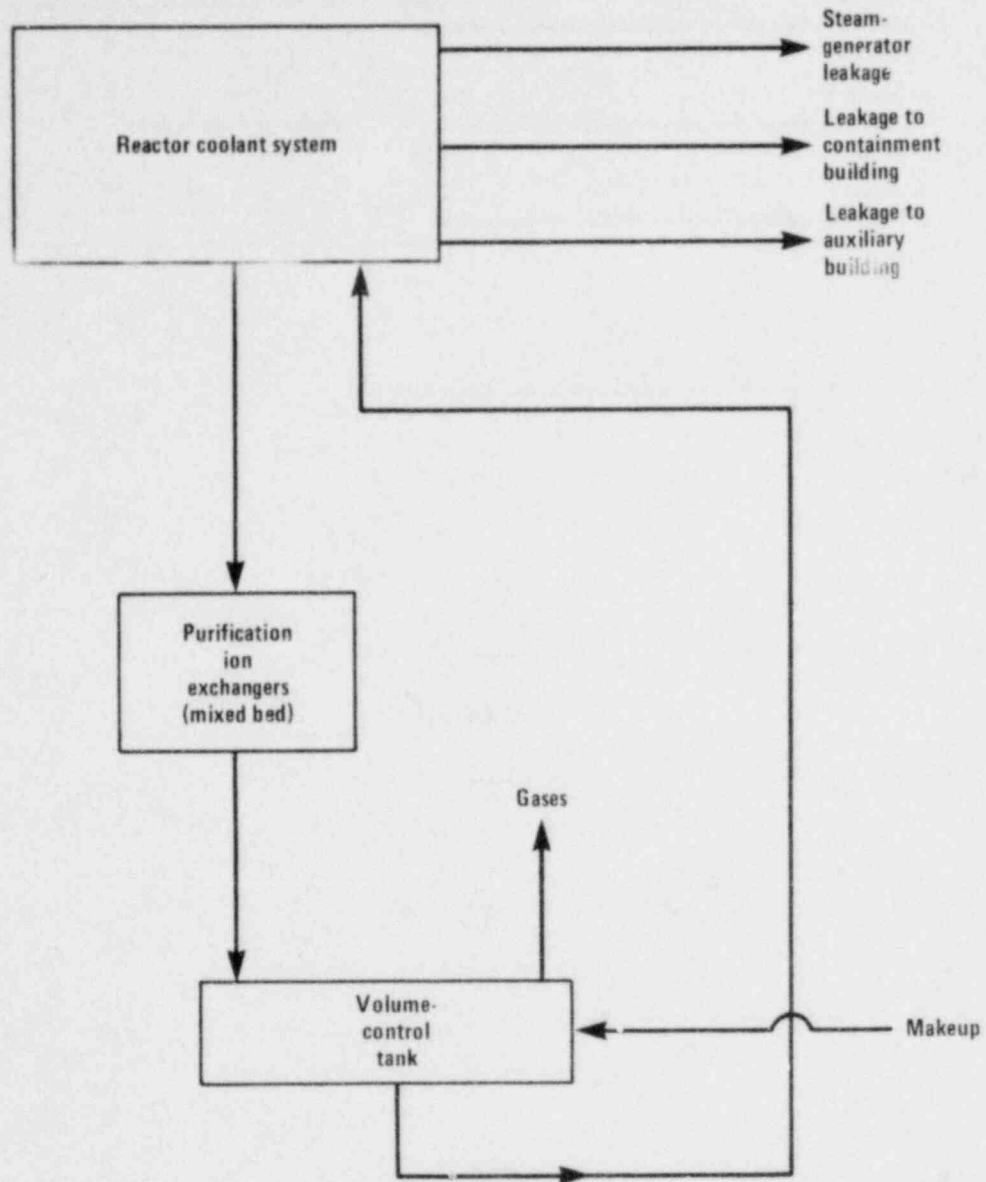 Steam-
generator
leakage
Reactor coolant system
Leakage to
containment
building
Leakage to
auxiliary
building
Purification
ion
exchangers
(mixed bed)
Gases
Volume-
control
tank
Makeup